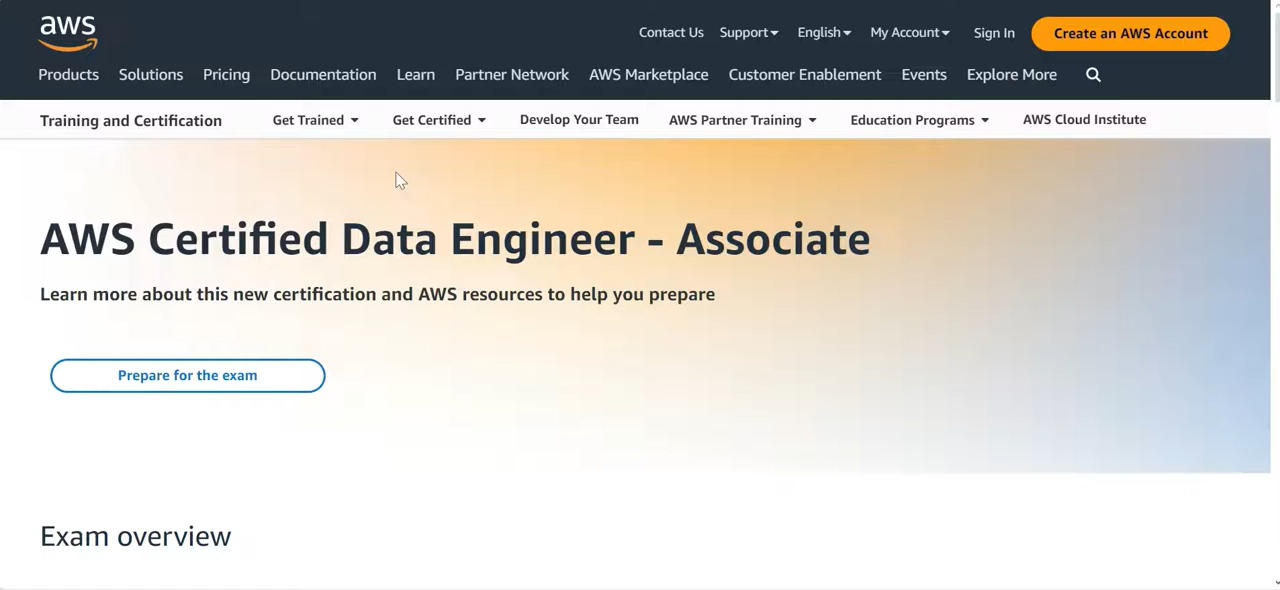 aws
Contact Us Support English My Account Sign In Create an AWS Account
Products Solutions Pricing Documentation Learn Partner Network AWS Marketplace Customer Enablement Events Explore More
Training and Certification Get Trained Get Certified Develop Your Team AWS Partner Training Education Programs AWS Cloud Institute
AWS Certified Data Engineer - Associate
Learn more about this new certification and AWS resources to help you prepare
Prepare for the exam
Exam overview